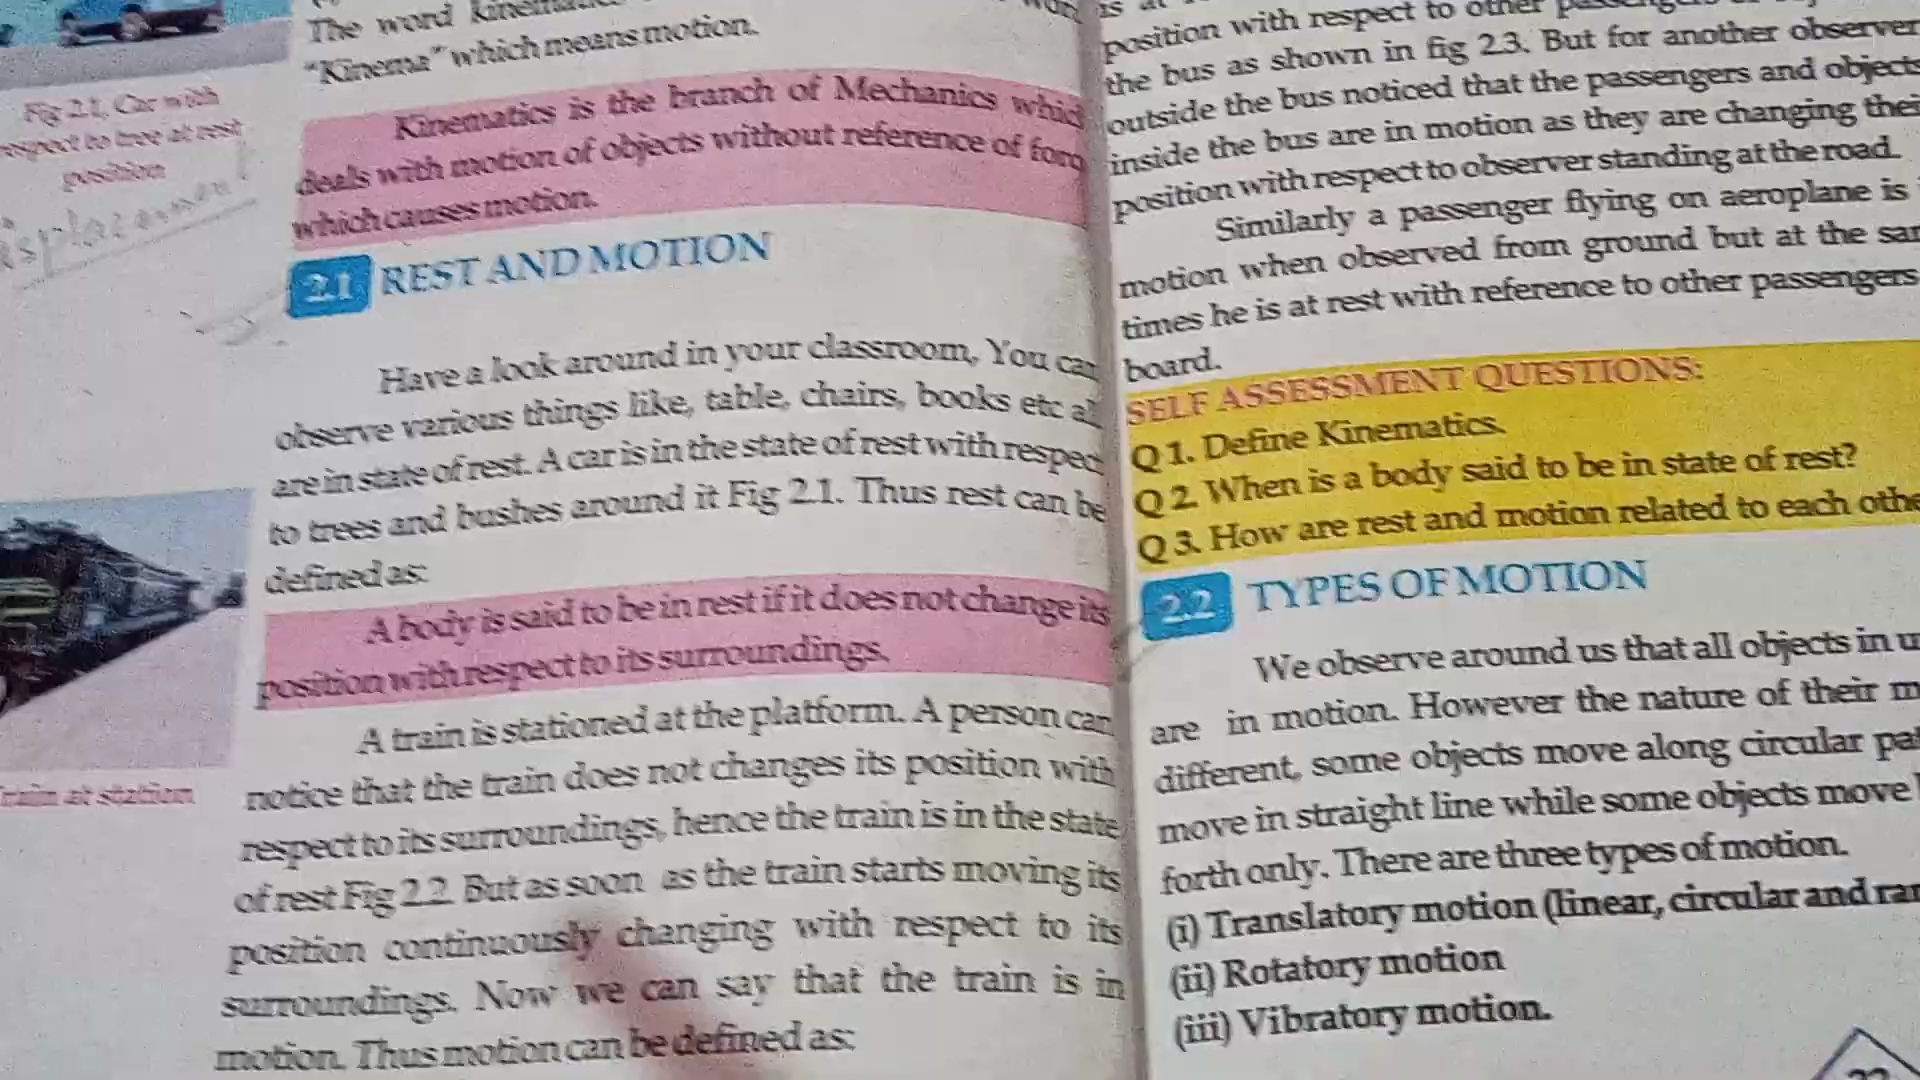 The word
"Kinema" which means motion.
Fig 2.1, Car with
respect to tree at rest
position
Kinematics is the branch of Mechanics which
deals with motion of objects without reference of
which causes motion.
2.1 REST AND MOTION
Have a look around in your classroom, You can
observe various things like, table, chairs, books etc
are in state of rest. A car is in the state of rest with respec
to trees and bushes around it Fig 2.1. Thus rest can be
defined as:
A body is said to be in rest if it does not change its
position with respect to its surroundings.
A train is stationed at the platform. A person can
notice that the train does not changes its position with
respect to its surroundings, hence the train is in the state
of rest Fig 2.2. But as soon as the train starts moving its
position continuously changing with respect to its
surroundings. Now we can say that the train is in
motion. Thus motion can be defined as:
at station
position with respect to other
the bus as shown in fig 2.3. But for another observer
outside the bus noticed that the passengers and objects
inside the bus are in motion as they are changing thei
position with respect to observer standing at the road.
Similarly a passenger flying on aeroplane is
motion when observed from ground but at the sa
times he is at rest with reference to other passengers
board.
SELF ASSESSMENT QUESTIONS:
Q 1. Define Kinematics.
Q 2. When is a body said to be in state of rest?
Q 3. How are rest and motion related to each othe
2.2 TYPES OF MOTION
We observe around us that all objects in u
are in motion. However the nature of their m
different, some objects move along circular pa
move in straight line while some objects move
forth only. There are three types of motion.
(i) Translatory motion (linear, circular and ra
(ii) Rotatory motion
(iii) Vibratory motion.